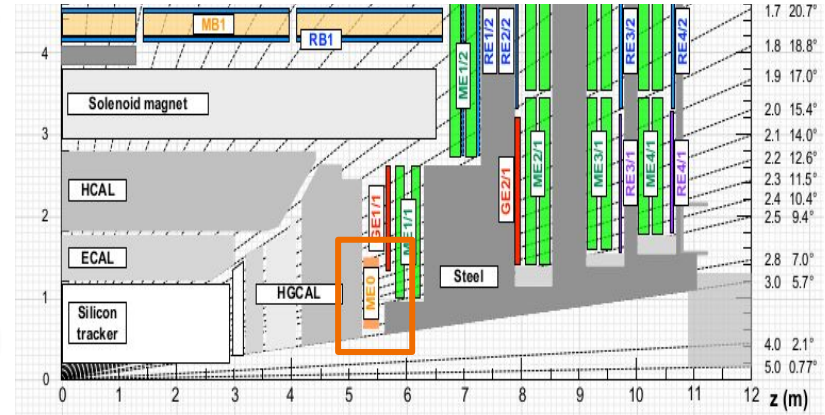 MB1
RB1
ME1/2
RE1/2
RE2/2
RE3/2
RE4/2
1.7 20.7°
1.8 18.8°
1.9 17.0°
2.0 15.4°
2.1 14.0°
2.2 12.6°
2.3 11.5°
2.4 10.4°
2.5 9.4°
2.8 7.0°
3.0 5.7°
4.0 2.1°
5.0 0.77°
4
3
2
1
0
Solenoid magnet
HCAL
ECAL
Silicon
tracker
HGCAL
GE1/1
ME1/1
ME0
Steel
GE2/1
ME2/1
ME3/1
RE3/1
ME4/1
RE4/1
0 1 2 3 4 5 6 7 8 9 10 11 12 z (m)